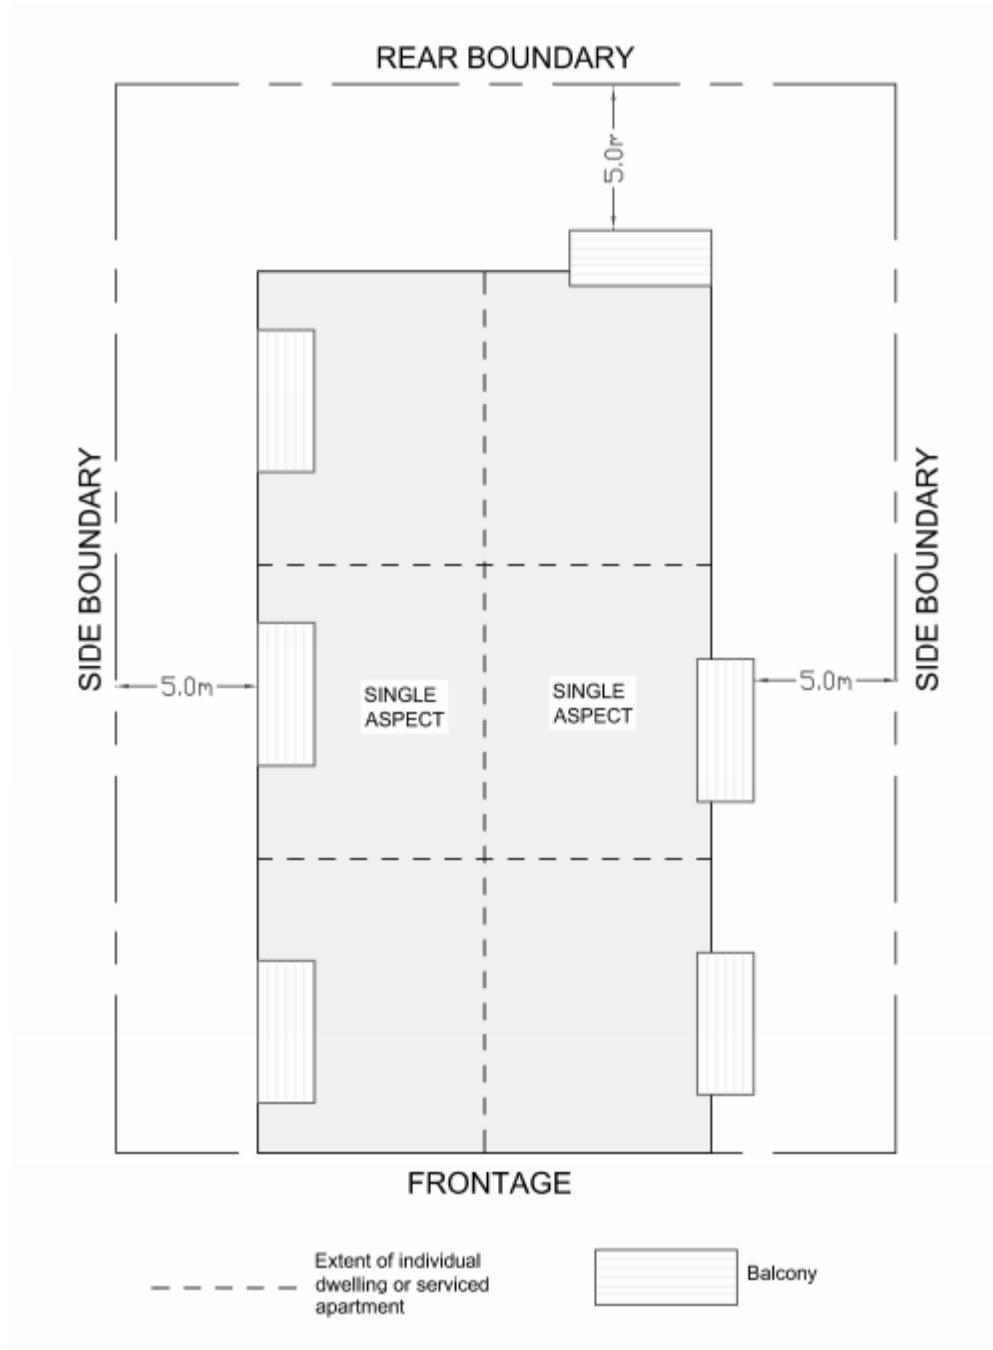 REAR BOUNDARY
5.0m
SIDE BOUNDARY
SIDE BOUNDARY
5.0m
SINGLE
ASPECT
SINGLE
ASPECT
5.0m
FRONTAGE
Extent of individual
dwelling or serviced
apartment
Balcony